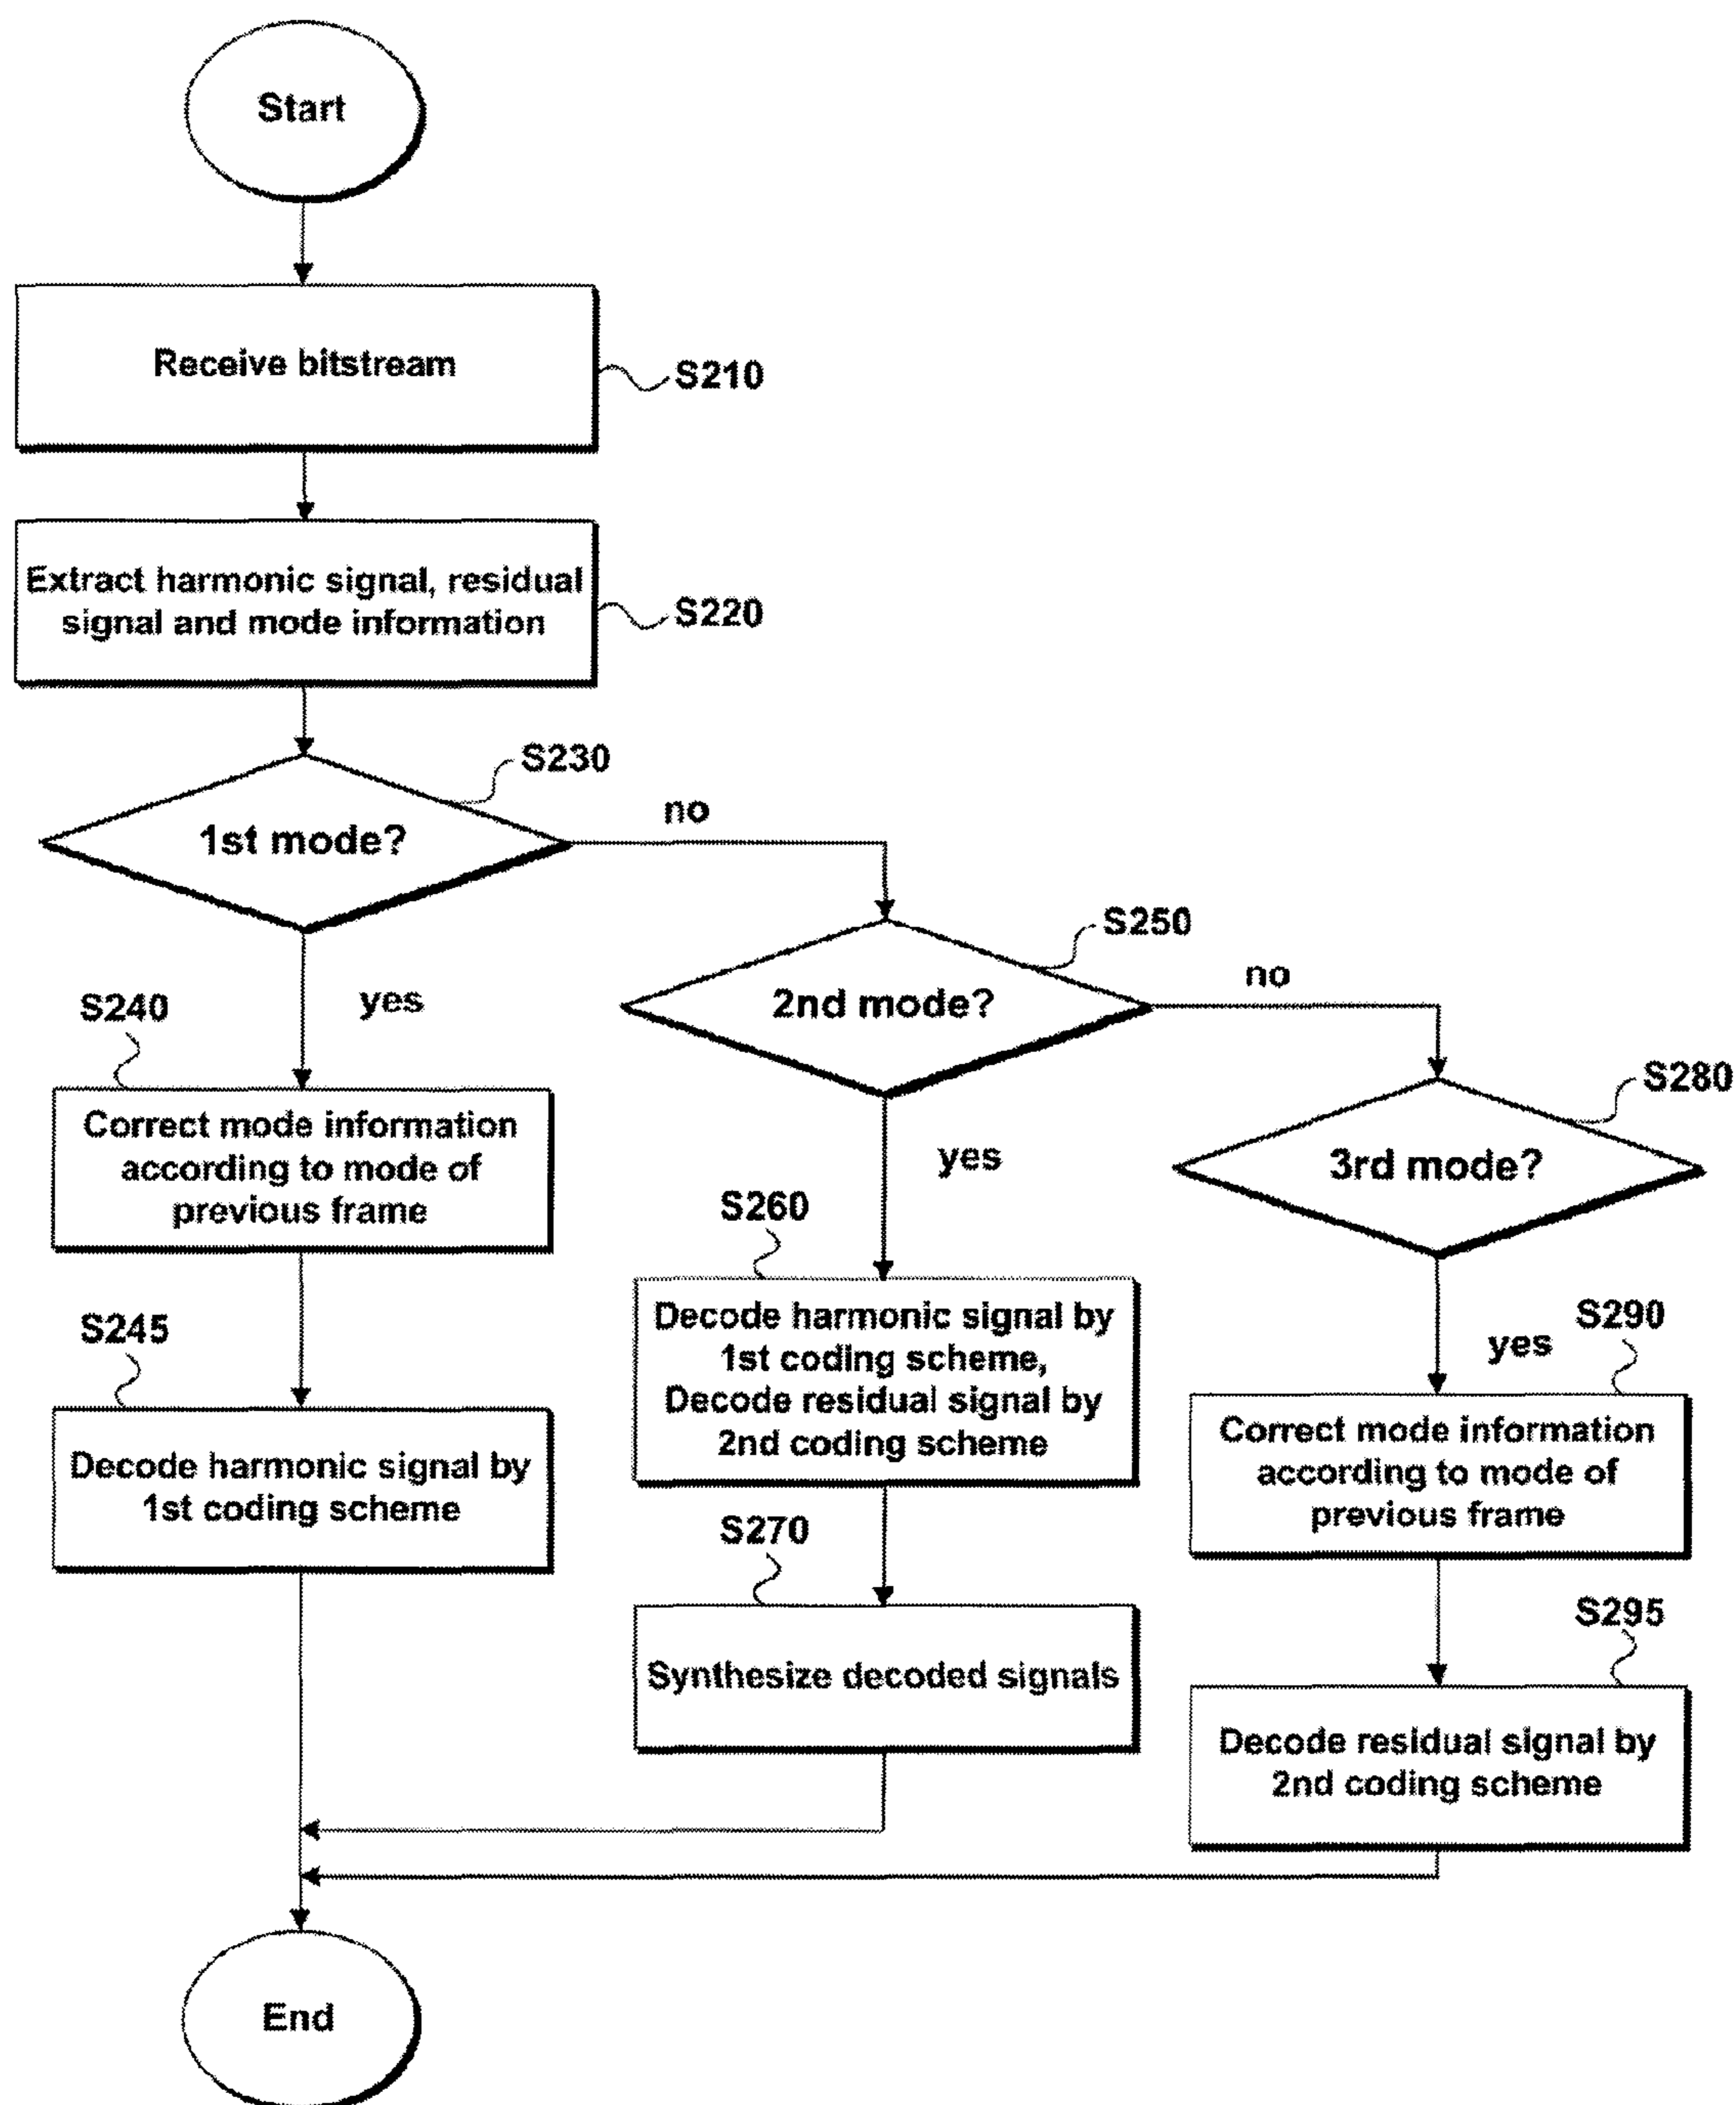 Start
Receive bitstream
S210
Extract harmonic signal, residual
signal and mode information
S220
S230
1st mode?
no
yes
S250
2nd mode?
no
yes
S280
3rd mode?
yes
S240
Correct mode information
according to mode of
previous frame
S245
Decode harmonic signal by
1st coding scheme
S260
Decode harmonic signal by
1st coding scheme,
Decode residual signal by
2nd coding scheme
S270
Synthesize decoded signals
S290
Correct mode information
according to mode of
previous frame
S295
Decode residual signal by
2nd coding scheme
End